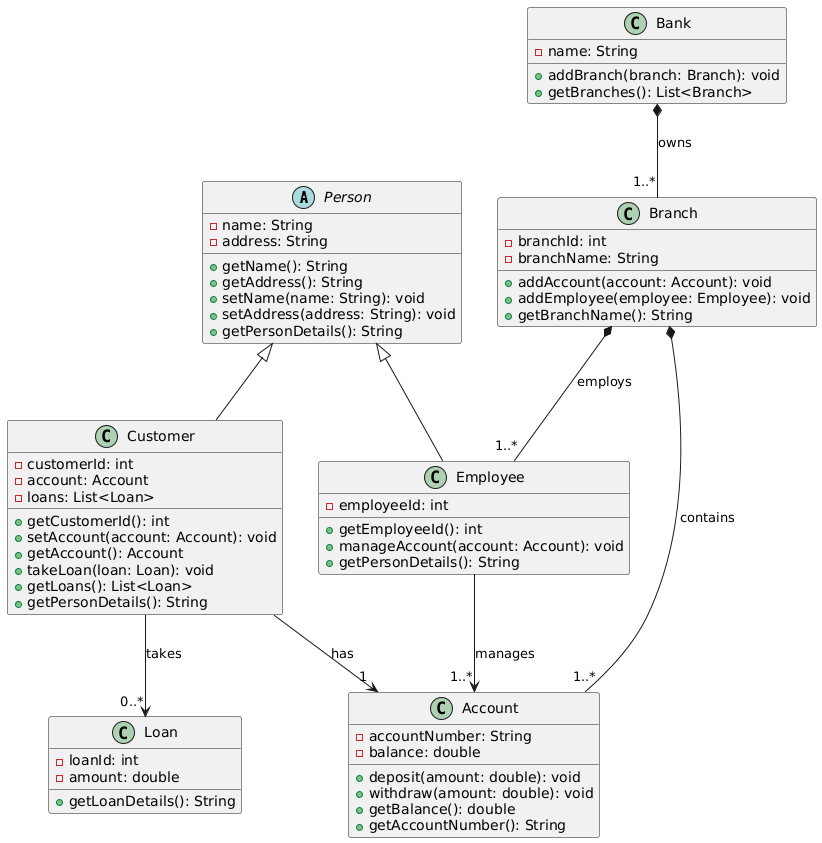 C Bank
name: String
addBranch(branch: Branch): void
getBranches(): List<Branch>
owns
1..*
A Person
name: String
address: String
getName(): String
getAddress(): String
setName(name: String): void
setAddress(address: String): void
getPersonDetails(): String
C Branch
branchId: int
branchName: String
addAccount(account: Account): void
addEmployee(employee: Employee): void
getBranchName(): String
employs
1..*
C Customer
customerId: int
account: Account
loans: List<Loan>
getCustomerId(): int
setAccount(account: Account): void
getAccount(): Account
takeLoan(loan: Loan): void
getLoans(): List<Loan>
getPersonDetails(): String
C Employee
employeeId: int
getEmployeeId(): int
manageAccount(account: Account): void
getPersonDetails(): String
contains
takes
has
manages
0..*
1
1..*
1..*
C Loan
loanId: int
amount: double
getLoanDetails(): String
C Account
accountNumber: String
balance: double
deposit(amount: double): void
withdraw(amount: double): void
getBalance(): double
getAccountNumber(): String